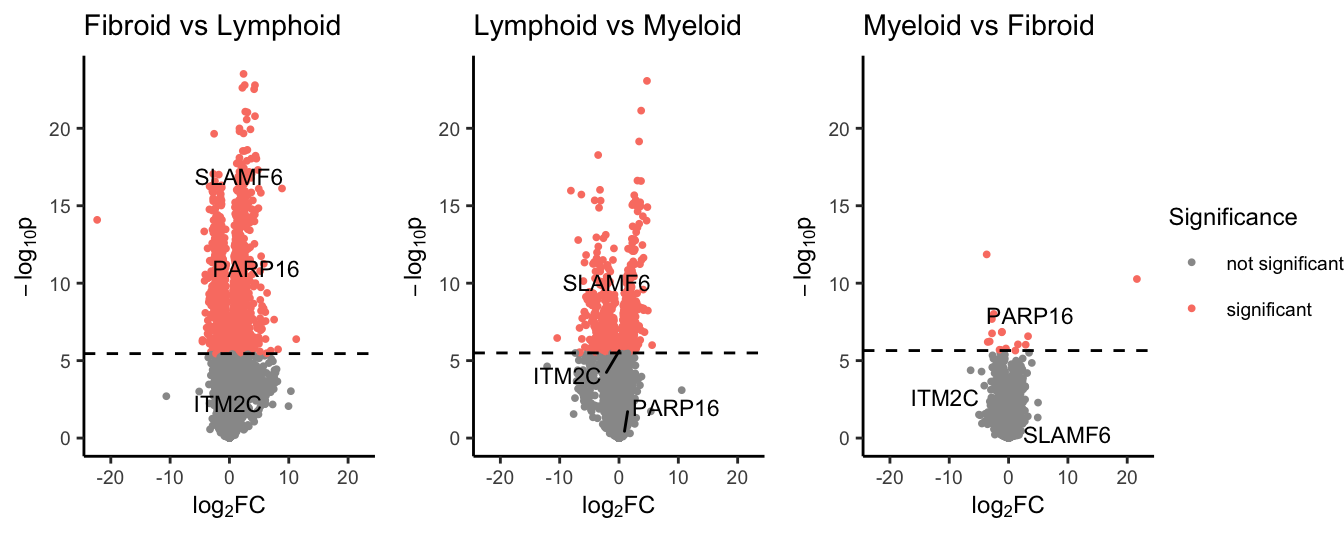 Fibroid vs Lymphoid
Lymphoid vs Myeloid
Myeloid vs Fibroid
−log₁₀p
20
15
10
5
0
SLAMF6
PARP16
ITM2C
-20
-10
0
10
20
log₂FC
−log₁₀p
20
15
10
5
0
SLAMF6
ITM2C
PARP16
-20
-10
0
10
20
log₂FC
−log₁₀p
20
15
10
5
0
PARP16
ITM2C
SLAMF6
-20
-10
0
10
20
log₂FC
Significance
not significant
significant